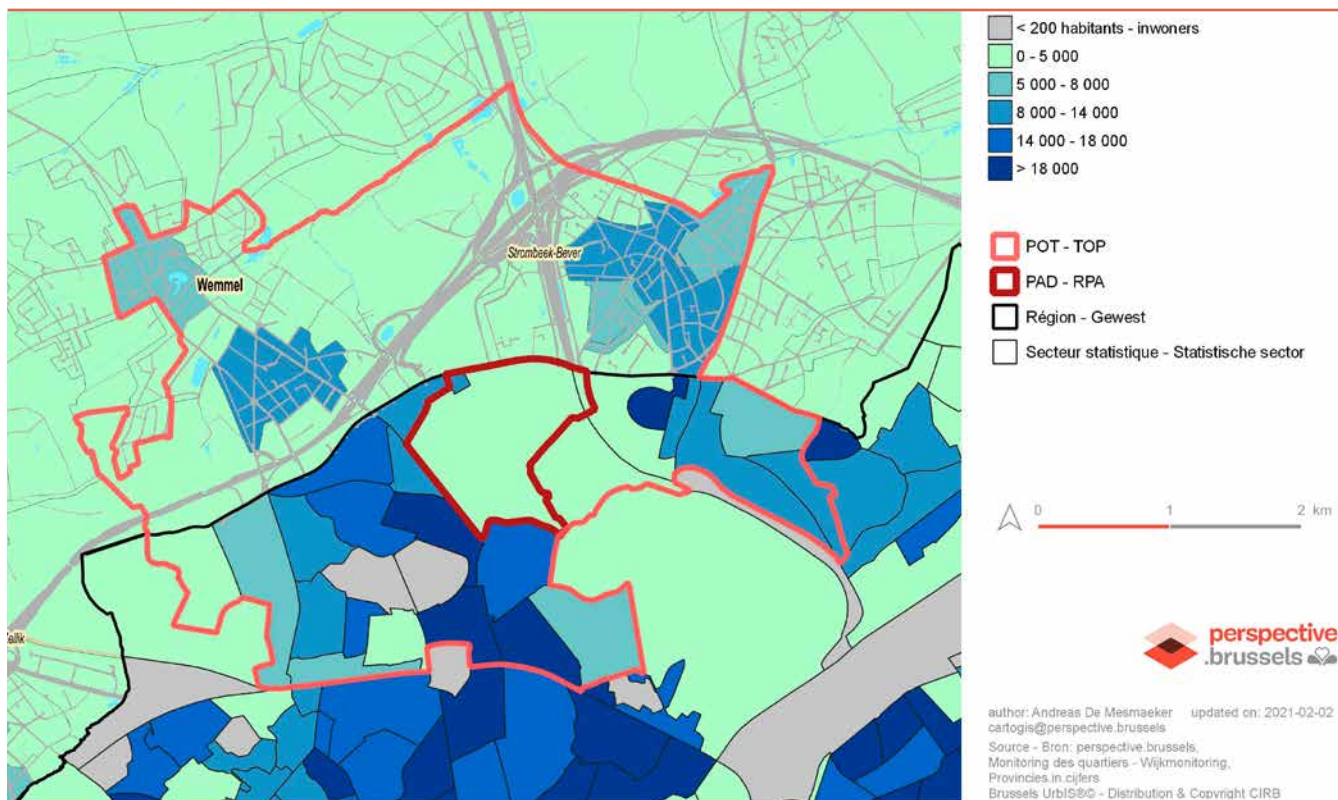 Wemmel
Strombeek-Bever
ellik
< 200 habitants - inwoners
0 - 5 000
5 000 - 8 000
8 000 - 14 000
14 000 - 18 000
> 18 000
POT - TOP
PAD - RPA
Région - Gewest
Secteur statistique - Statistische sector
0 1 2 km
perspective
.brussels
author: Andreas De Mesmaeker updated on: 2021-02-02
cartogis@perspective.brussels
Source - Bron: perspective.brussels,
Monitoring des quartiers - Wijkmonitoring,
Provincies.in.cijfers
Brussels UrbIS®© - Distribution & Copyright CIRB